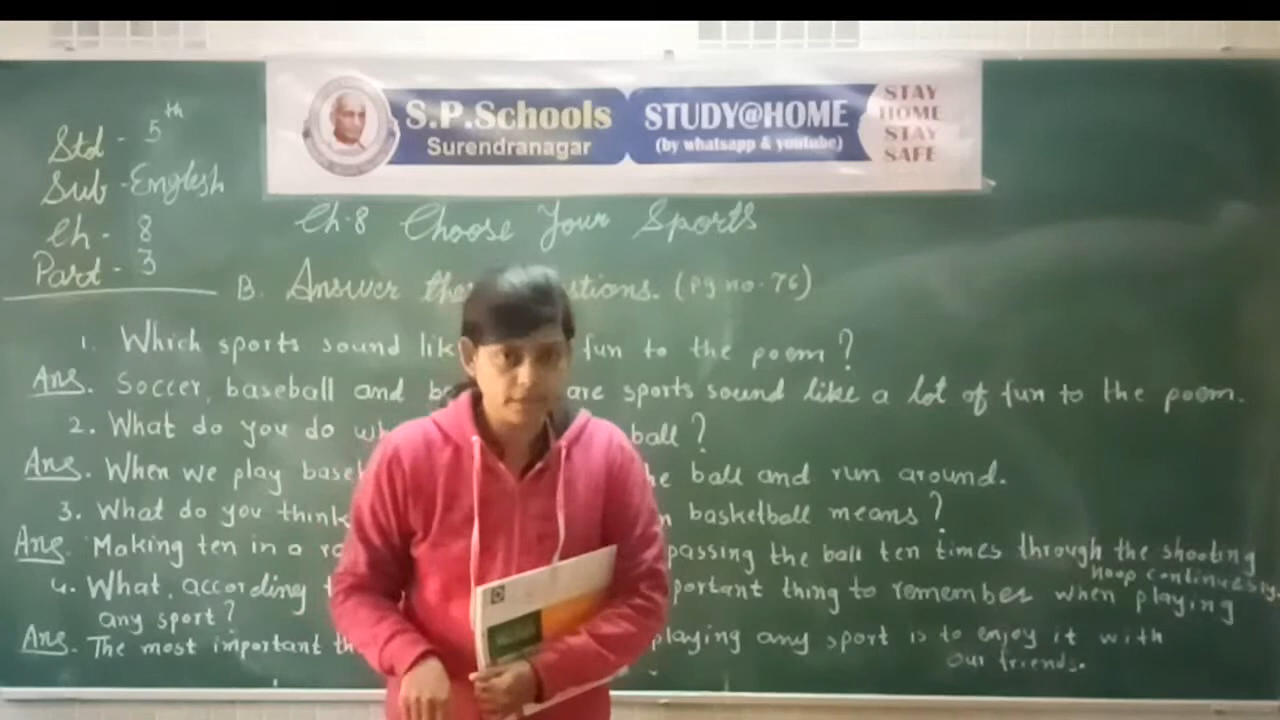 S.P.Schools
Surendranagar
STUDY@HOME
(by whatsapp & youtube)
STAY
HOME
STAY
SAFE
Std - 5th
Sub - English
Ch - 8
Part - 3
Ch-8 Choose Your Sports
B. Answer stions. (pg no. 76)
1. Which sports sound fun to the poem?
Ans. Soccer, baseball and are sports sound like a lot of fun to the poem.
2. What do you do ball?
Ans. When we play ball and run around.
3. What do you think basketball means?
Ans. Making ten in a passing the ball ten times through the shooting
hoop continuesly.
4. What, according thing to remember when playing
any sport?
Ans. The most important playing any sport is to enjoy it with
our friends.